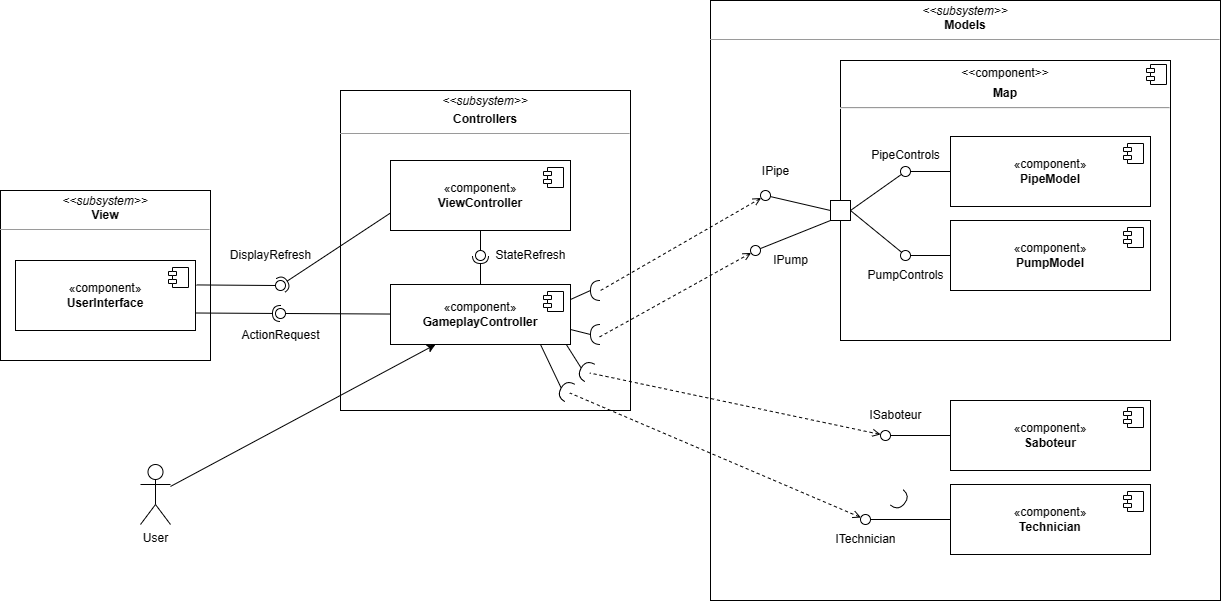 <<subsystem>>
Models
<<component>>
Map
<<subsystem>>
Controllers
PipeControls
«component»
PipeModel
IPipe
«component»
ViewController
<<subsystem>>
View
DisplayRefresh
StateRefresh
IPump
PumpControls
«component»
PumpModel
«component»
UserInterface
«component»
GameplayController
ActionRequest
ISaboteur
«component»
Saboteur
«component»
Technician
ITechnician
User